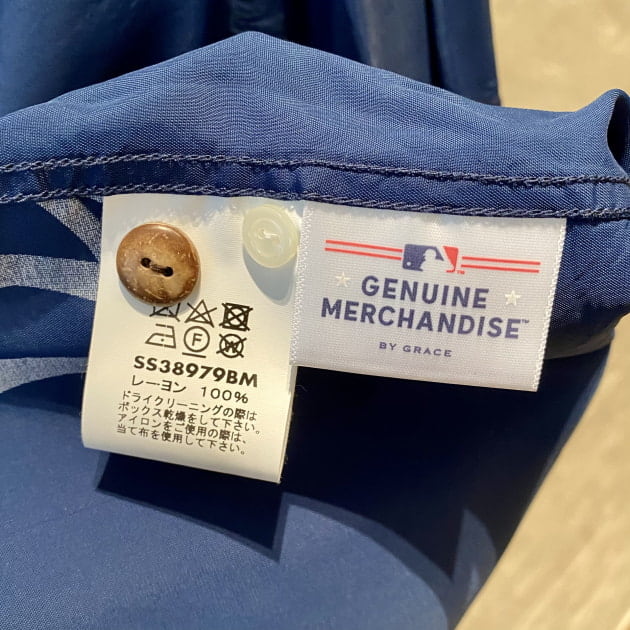 F
W
SS38979BM
レーヨン 100%
ドライクリーニングの際は
ボックス乾燥をして下さい。
アイロンをご使用の際は、
当て布を使用して下さい。
GENUINE
MERCHANDISE™
BY GRACE